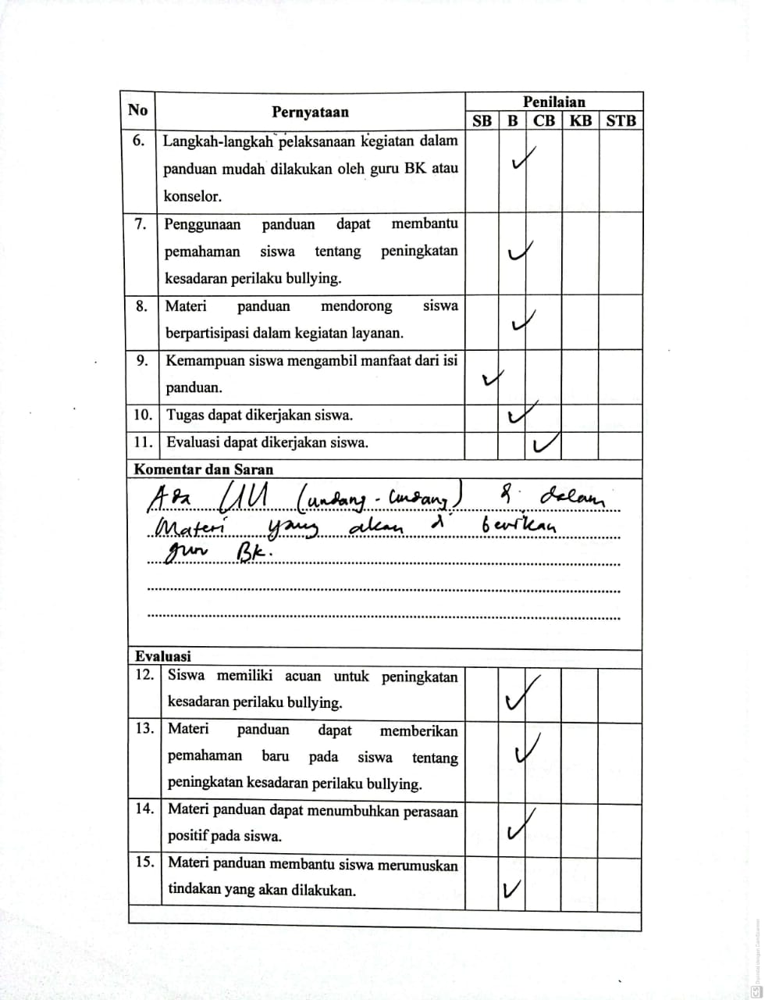 No Pernyataan Penilaian
SB B CB KB STB
6. Langkah-langkah pelaksanaan kegiatan dalam
panduan mudah dilakukan oleh guru BK atau
konselor.
7. Penggunaan panduan dapat membantu
pemahaman siswa tentang peningkatan
kesadaran perilaku bullying.
8. Materi panduan mendorong siswa
berpartisipasi dalam kegiatan layanan.
9. Kemampuan siswa mengambil manfaat dari isi
panduan.
10. Tugas dapat dikerjakan siswa.
11. Evaluasi dapat dikerjakan siswa.
Komentar dan Saran
Ada UU (undang - undang) di dalam
Materi yang akan di berikan
guru BK.
Evaluasi
12. Siswa memiliki acuan untuk peningkatan
kesadaran perilaku bullying.
13. Materi panduan dapat memberikan
pemahaman baru pada siswa tentang
peningkatan kesadaran perilaku bullying.
14. Materi panduan dapat menumbuhkan perasaan
positif pada siswa.
15. Materi panduan membantu siswa merumuskan
tindakan yang akan dilakukan.
CS Dipindai dengan CamScanner